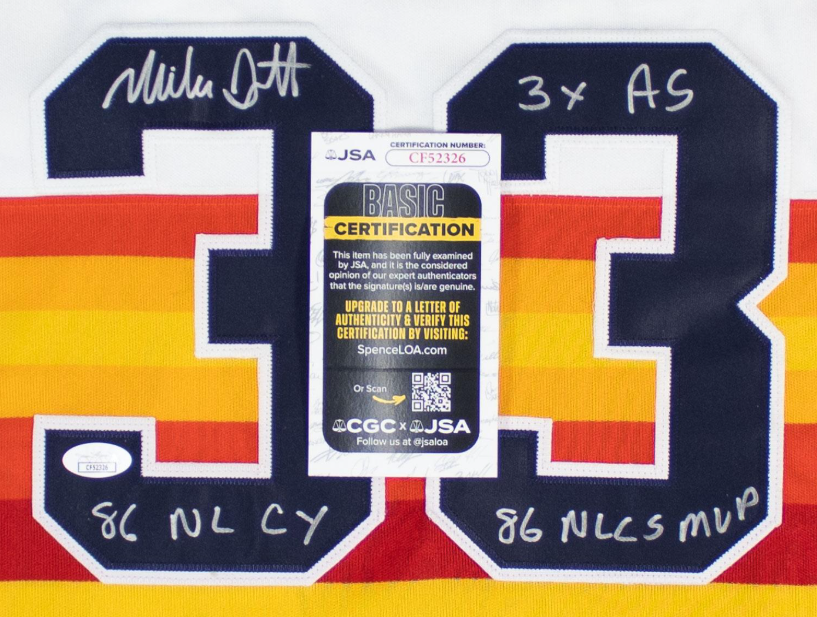 33
Mike Scott
3x AS
JSA
CERTIFICATION NUMBER:
CF52326
BASIC
CERTIFICATION
This item has been fully examined
by JSA, and it is the considered
opinion of our expert authenticators
that the signature(s) is/are genuine.
UPGRADE TO A LETTER OF
AUTHENTICITY & VERIFY THIS
CERTIFICATION BY VISITING:
SpenceLOA.com
Or Scan
CGC x JSA
Follow us at @jsaloa
CF52326
86 NL CY
86 NLCS MVP